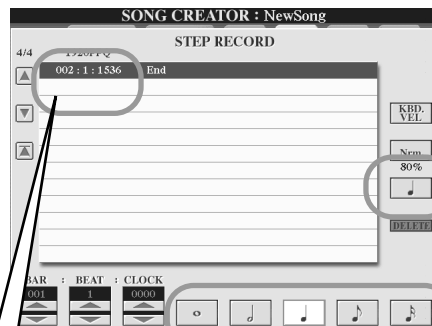 SONG CREATOR : NewSong
STEP RECORD
4/4 1920PPQ
002 : 1 : 1536 End
KBD. VEL
Nrm
80%
DELETE
BAR : BEAT : CLOCK
001 1 0000